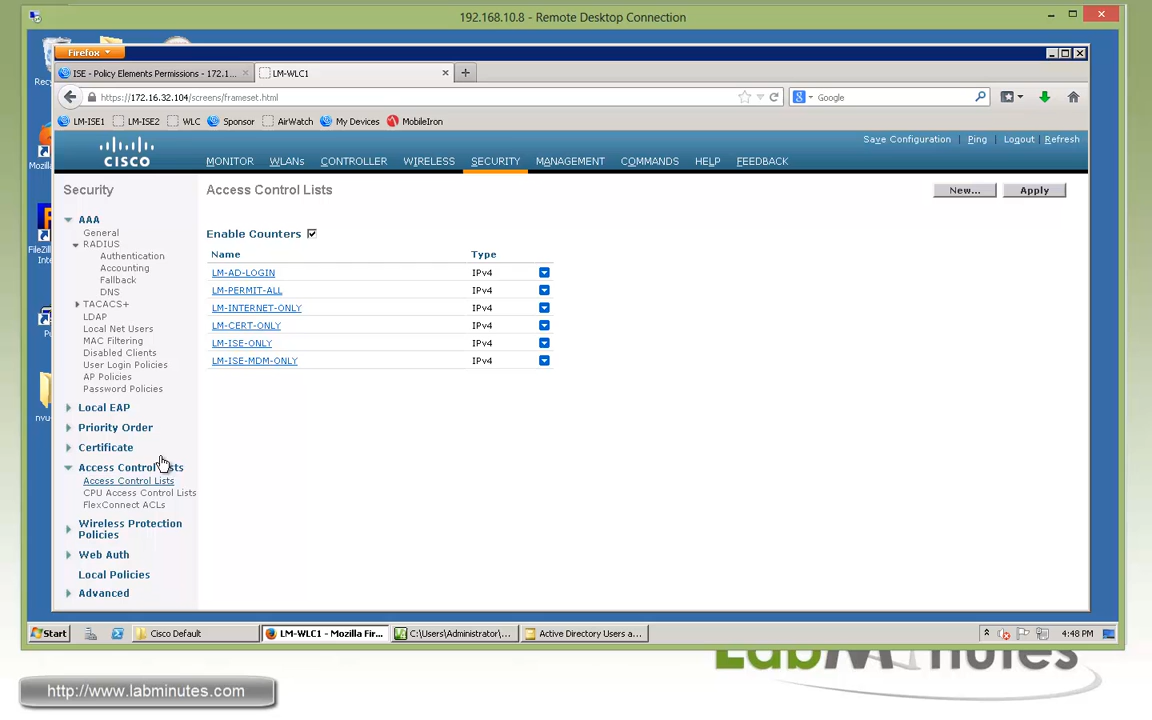 192.168.10.8 - Remote Desktop Connection
Firefox
ISE - Policy Elements Permissions - 172.1...
LM-WLC1
https://172.16.32.104/screens/frameset.html
Google
LM-ISE1
LM-ISE2
WLC
Sponsor
AirWatch
My Devices
MobileIron
Save Configuration
Ping
Logout
Refresh
CISCO
MONITOR
WLANs
CONTROLLER
WIRELESS
SECURITY
MANAGEMENT
COMMANDS
HELP
FEEDBACK
Security
AAA
General
RADIUS
Authentication
Accounting
Fallback
DNS
TACACS+
LDAP
Local Net Users
MAC Filtering
Disabled Clients
User Login Policies
AP Policies
Password Policies
Local EAP
Priority Order
Certificate
Access Control Lists
Access Control Lists
CPU Access Control Lists
FlexConnect ACLs
Wireless Protection
Policies
Web Auth
Local Policies
Advanced
Access Control Lists
New...
Apply
Enable Counters
Name Type
LM-AD-LOGIN IPv4
LM-PERMIT-ALL IPv4
LM-INTERNET-ONLY IPv4
LM-CERT-ONLY IPv4
LM-ISE-ONLY IPv4
LM-ISE-MDM-ONLY IPv4
Start
Cisco Default
LM-WLC1 - Mozilla Fir...
C:\Users\Administrator\...
Active Directory Users a...
4:48 PM
http://www.labminutes.com